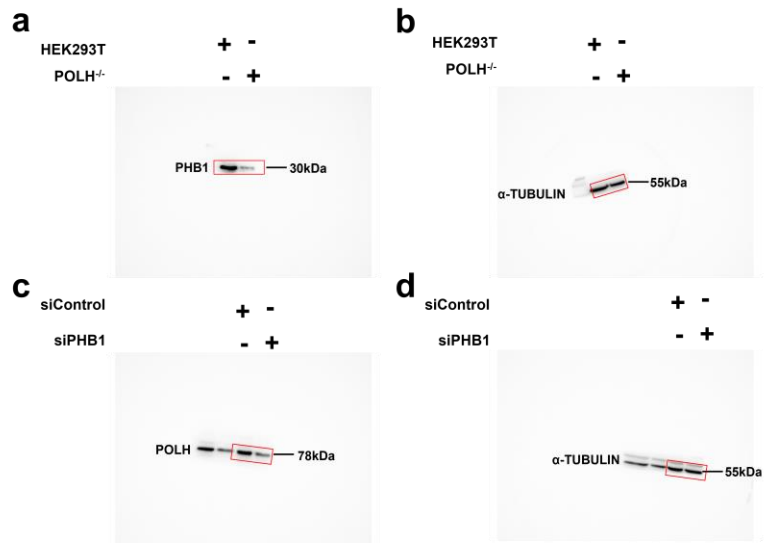 a
HEK293T + -
POLH-/- - +
PHB1
30kDa
b
HEK293T + -
POLH-/- - +
α-TUBULIN
55kDa
c
siControl + -
siPHB1 - +
POLH
78kDa
d
siControl + -
siPHB1 - +
α-TUBULIN
55kDa